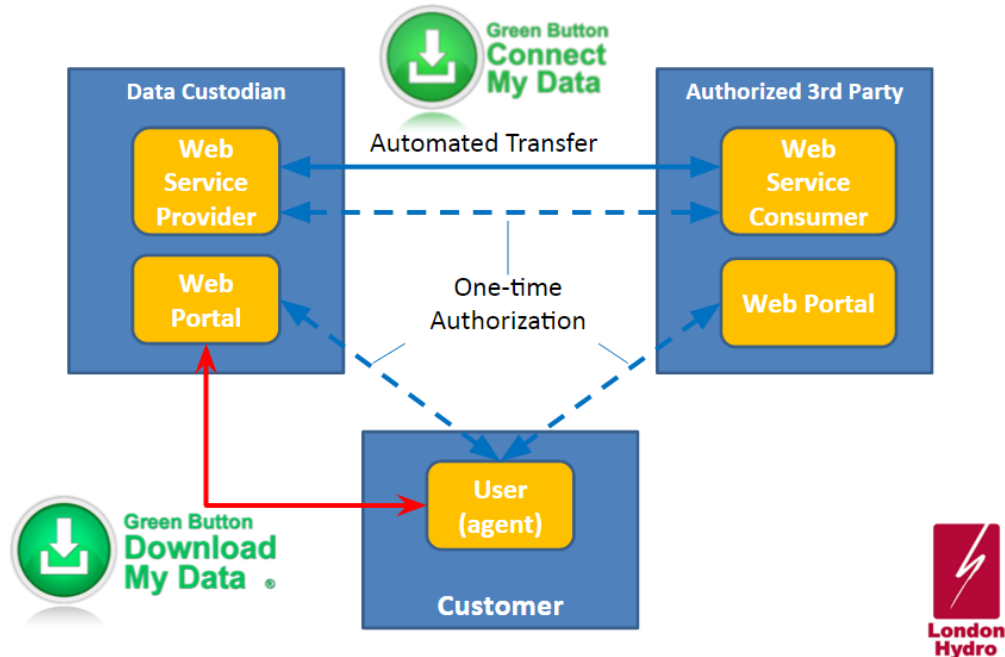 Green Button
Connect
My Data
Data Custodian
Authorized 3rd Party
Web
Service
Provider
Automated Transfer
Web
Service
Consumer
Web
Portal
One-time
Authorization
Web Portal
User
(agent)
Customer
Green Button
Download
My Data ®
London
Hydro